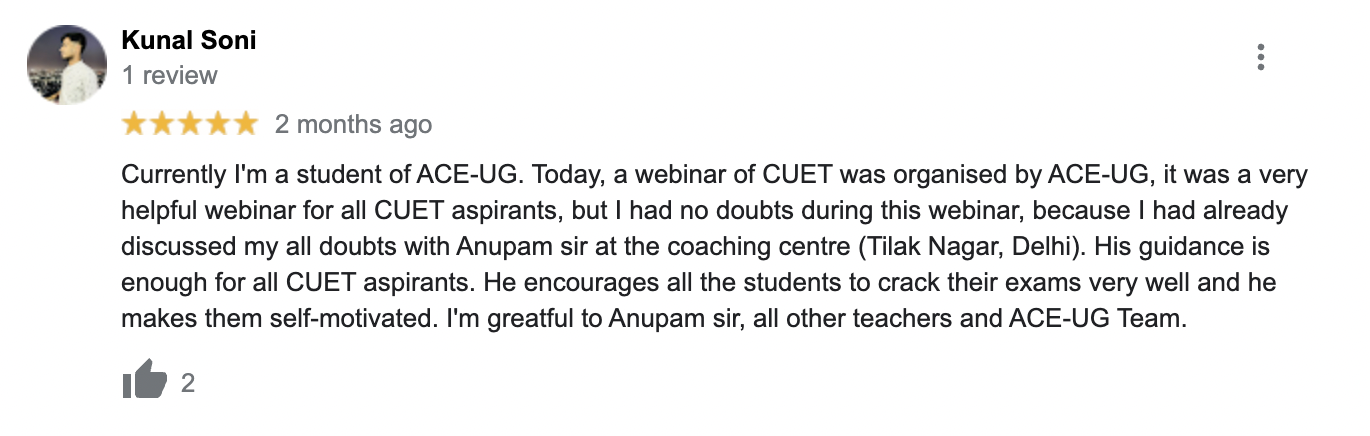 Kunal Soni
1 review
2 months ago
Currently I'm a student of ACE-UG. Today, a webinar of CUET was organised by ACE-UG, it was a very
helpful webinar for all CUET aspirants, but I had no doubts during this webinar, because I had already
discussed my all doubts with Anupam sir at the coaching centre (Tilak Nagar, Delhi). His guidance is
enough for all CUET aspirants. He encourages all the students to crack their exams very well and he
makes them self-motivated. I'm greatful to Anupam sir, all other teachers and ACE-UG Team.
2